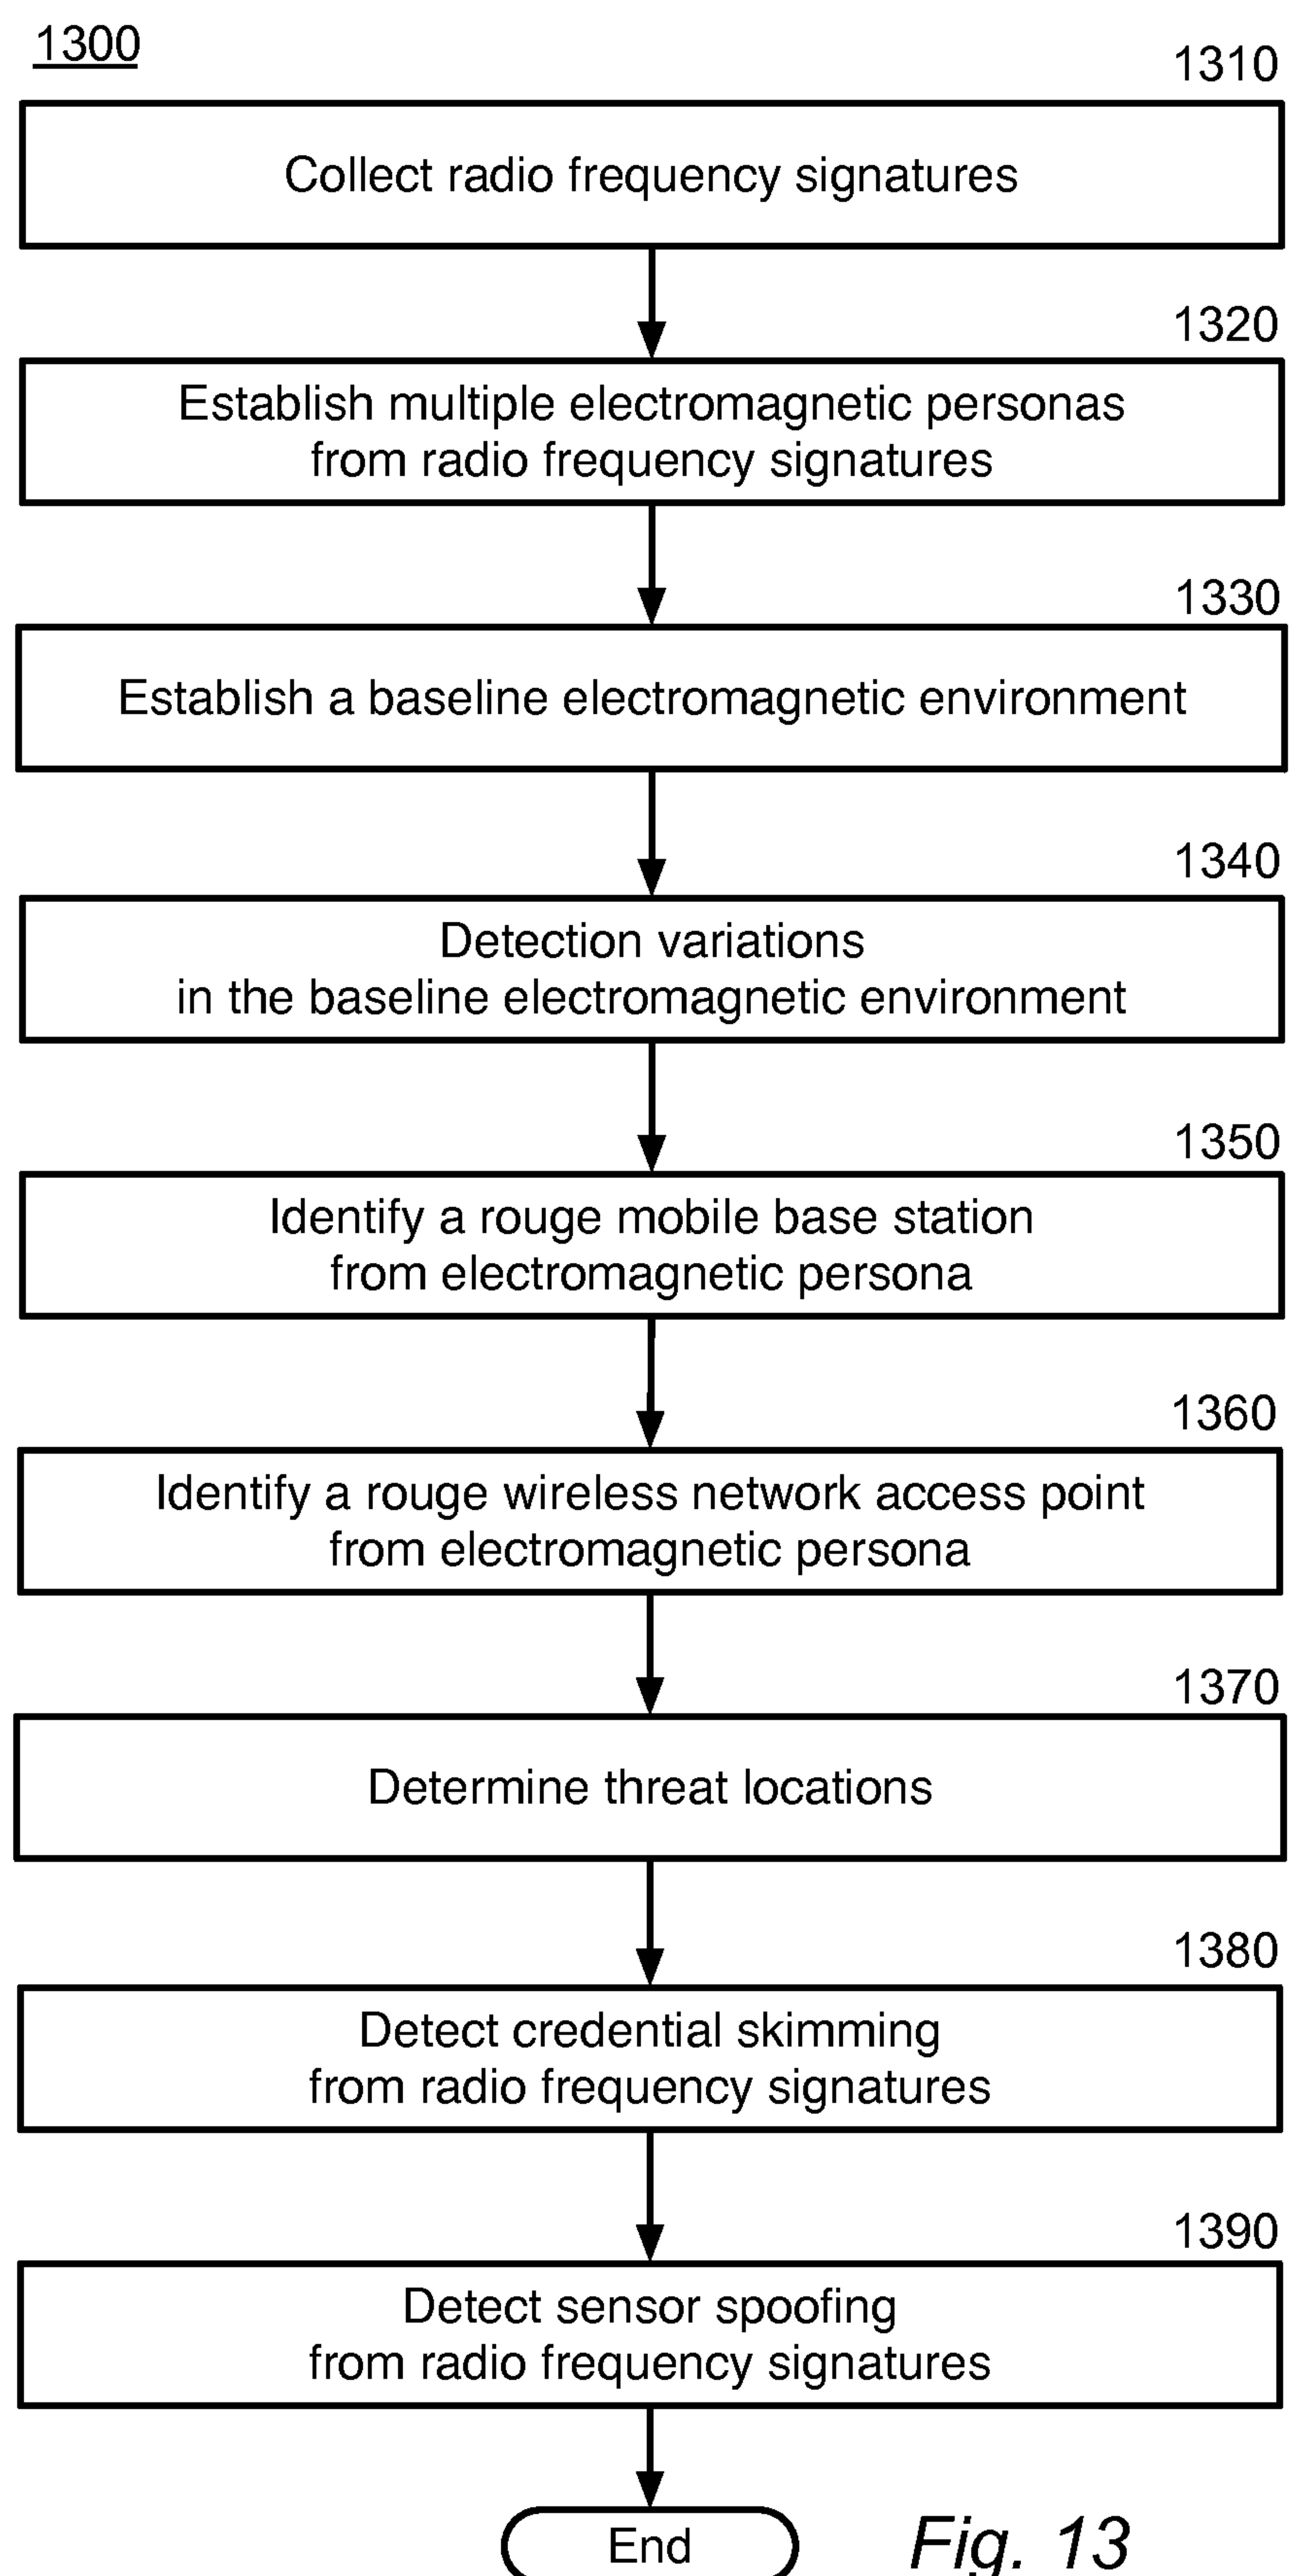 1300
1310
Collect radio frequency signatures
1320
Establish multiple electromagnetic personas
from radio frequency signatures
1330
Establish a baseline electromagnetic environment
1340
Detection variations
in the baseline electromagnetic environment
1350
Identify a rouge mobile base station
from electromagnetic persona
1360
Identify a rouge wireless network access point
from electromagnetic persona
1370
Determine threat locations
1380
Detect credential skimming
from radio frequency signatures
1390
Detect sensor spoofing
from radio frequency signatures
End
Fig. 13